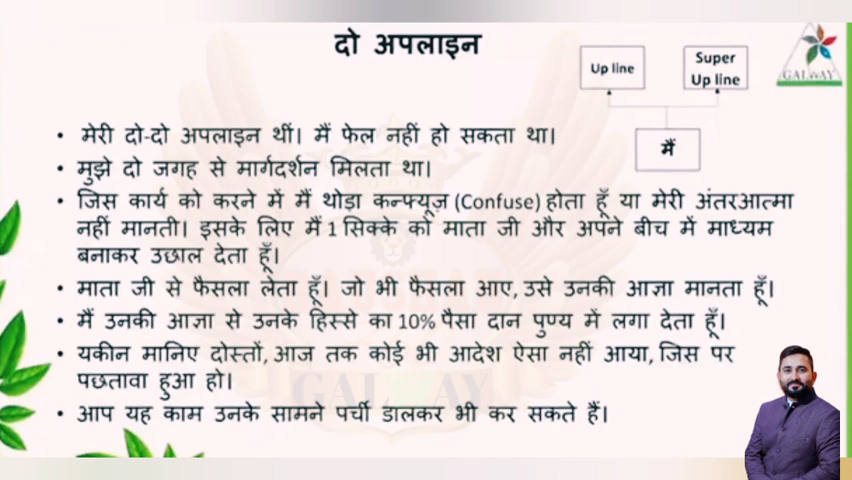 दो अपलाइन
Up line
Super
Up line
GALWAY
मैं
• मेरी दो-दो अपलाइन थीं। मैं फेल नहीं हो सकता था।
• मुझे दो जगह से मार्गदर्शन मिलता था।
• जिस कार्य को करने में मैं थोड़ा कन्फ्यूज़ (Confuse) होता हूँ या मेरी अंतरआत्मा
नहीं मानती। इसके लिए मैं 1 सिक्के को माता जी और अपने बीच में माध्यम
बनाकर उछाल देता हूँ।
• माता जी से फैसला लेता हूँ। जो भी फैसला आए, उसे उनकी आज्ञा मानता हूँ।
• मैं उनकी आज्ञा से उनके हिस्से का 10% पैसा दान पुण्य में लगा देता हूँ।
• यकीन मानिए दोस्तों, आज तक कोई भी आदेश ऐसा नहीं आया, जिस पर
पछतावा हुआ हो।
• आप यह काम उनके सामने पर्ची डालकर भी कर सकते हैं।
GALWAY